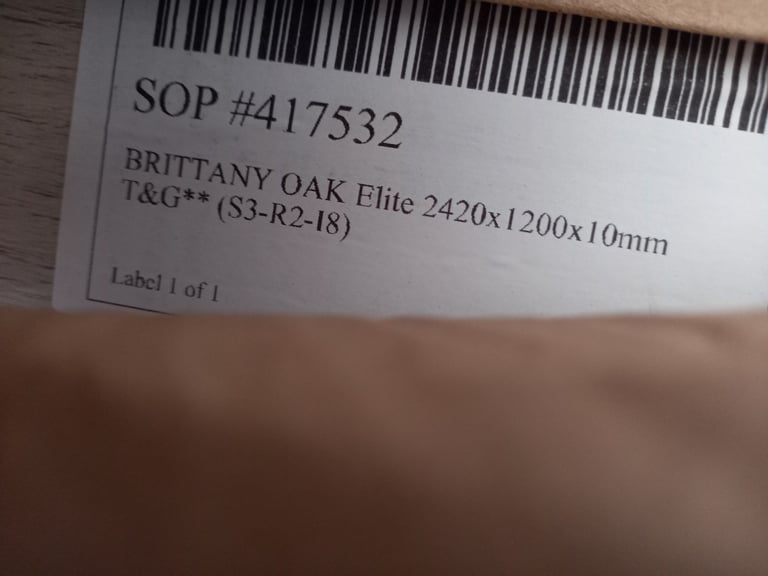 SOP #417532
BRITTANY OAK Elite 2420x1200x10mm
T&G** (S3-R2-I8)
Label 1 of 1